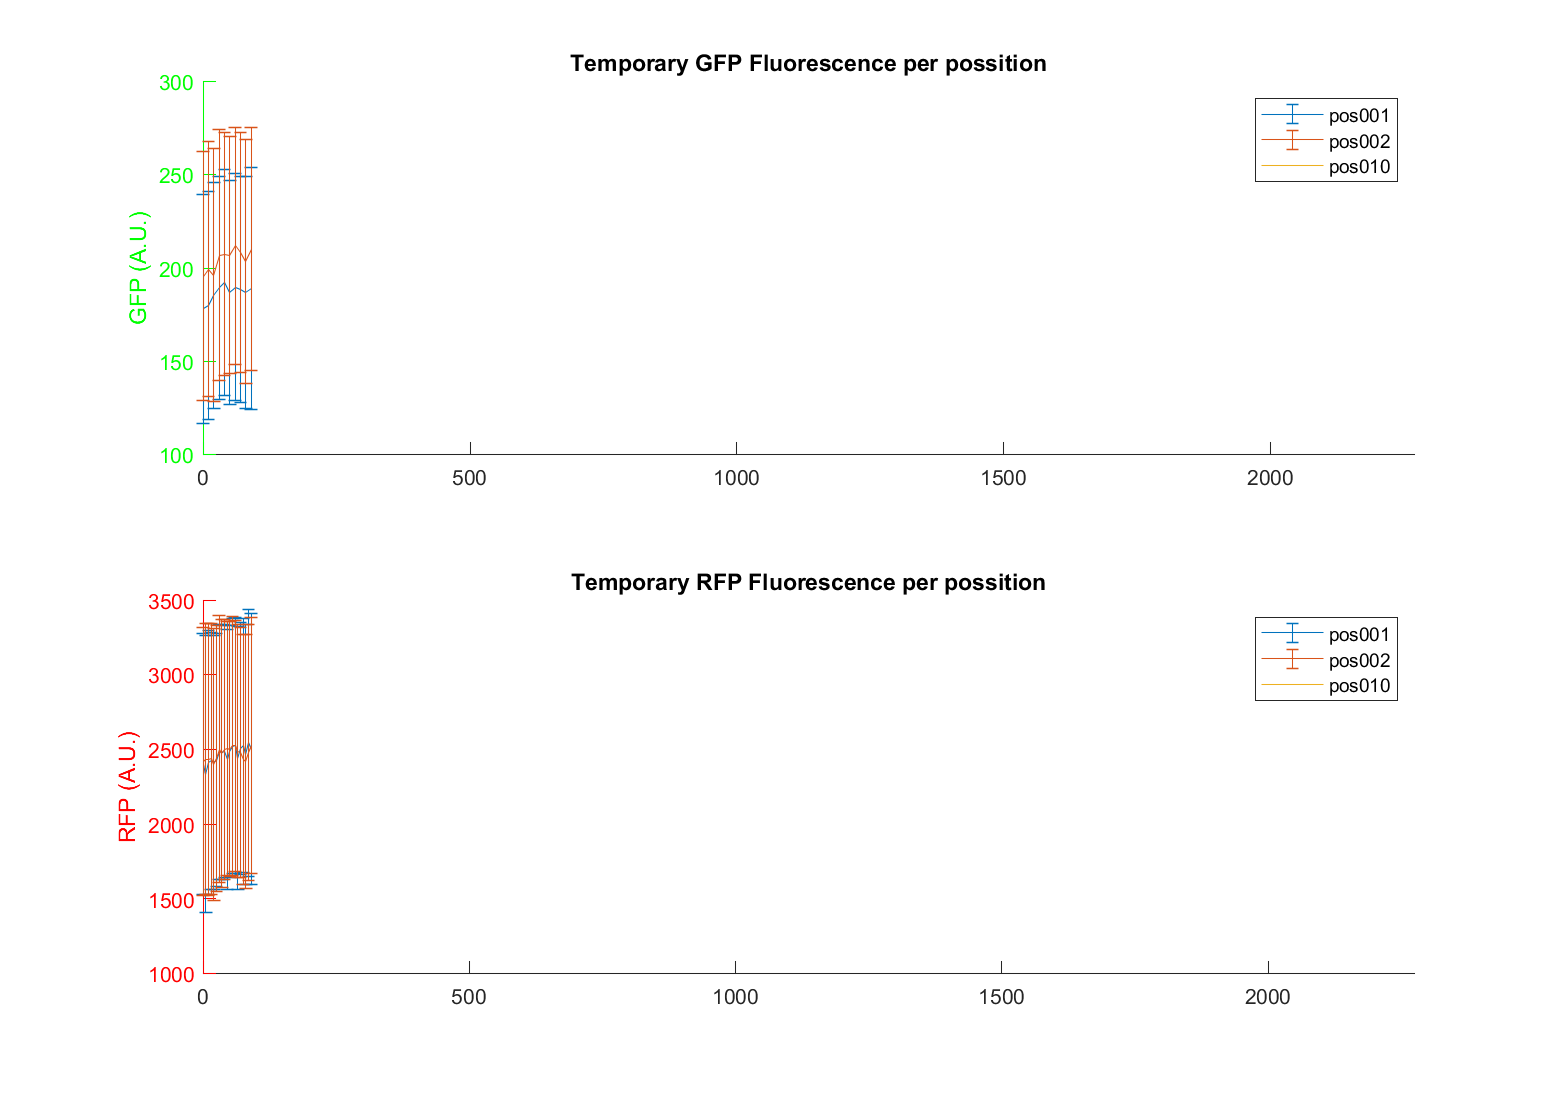 Temporary GFP Fluorescence per possition
300
250
200
150
100
GFP (A.U.)
pos001
pos002
pos010
0 500 1000 1500 2000
Temporary RFP Fluorescence per possition
3500
3000
2500
2000
1500
1000
RFP (A.U.)
pos001
pos002
pos010
0 500 1000 1500 2000